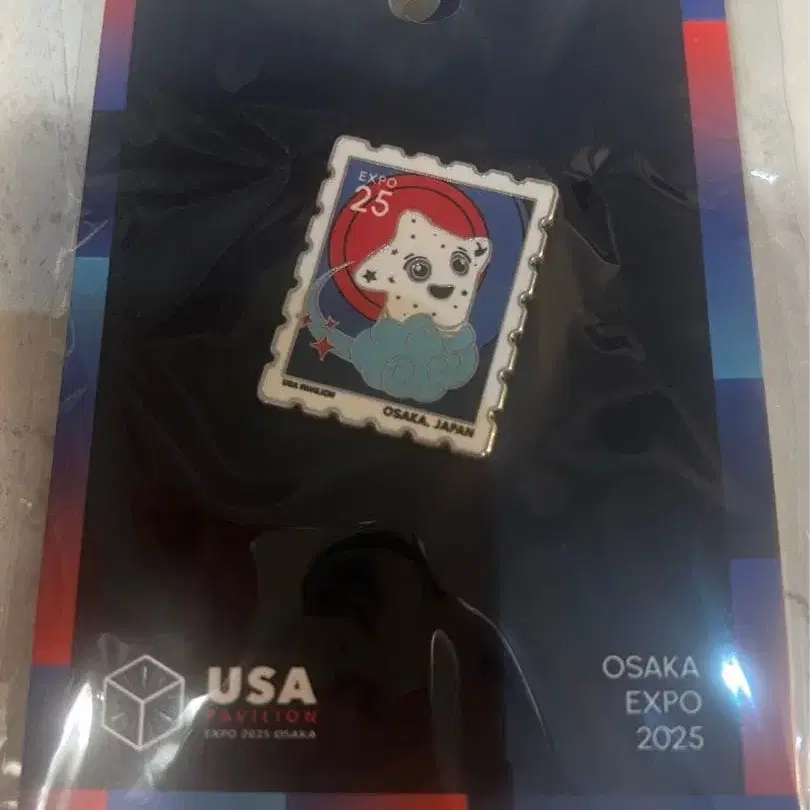 EXPO
25
USA PAVILION
OSAKA, JAPAN
USA
PAVILION
EXPO 2025 OSAKA
OSAKA
EXPO
2025